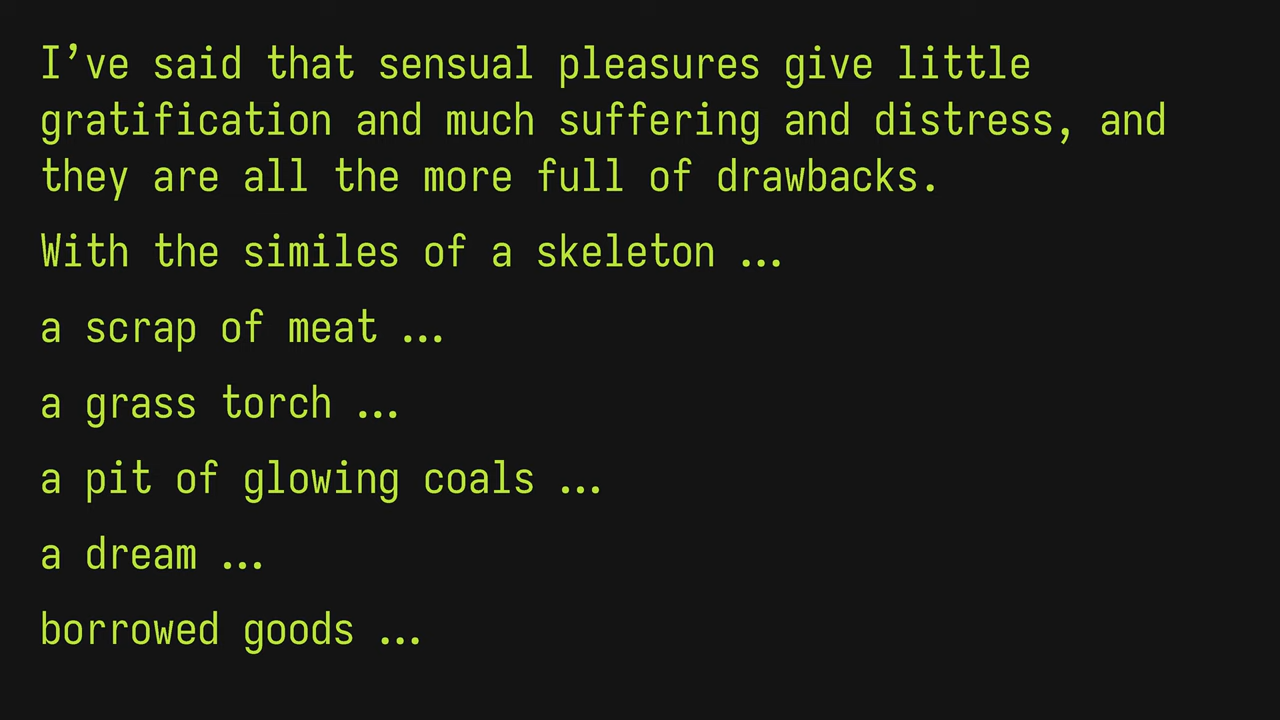 I’ve said that sensual pleasures give little
gratification and much suffering and distress, and
they are all the more full of drawbacks.
With the similes of a skeleton ...
a scrap of meat ...
a grass torch ...
a pit of glowing coals ...
a dream ...
borrowed goods ...